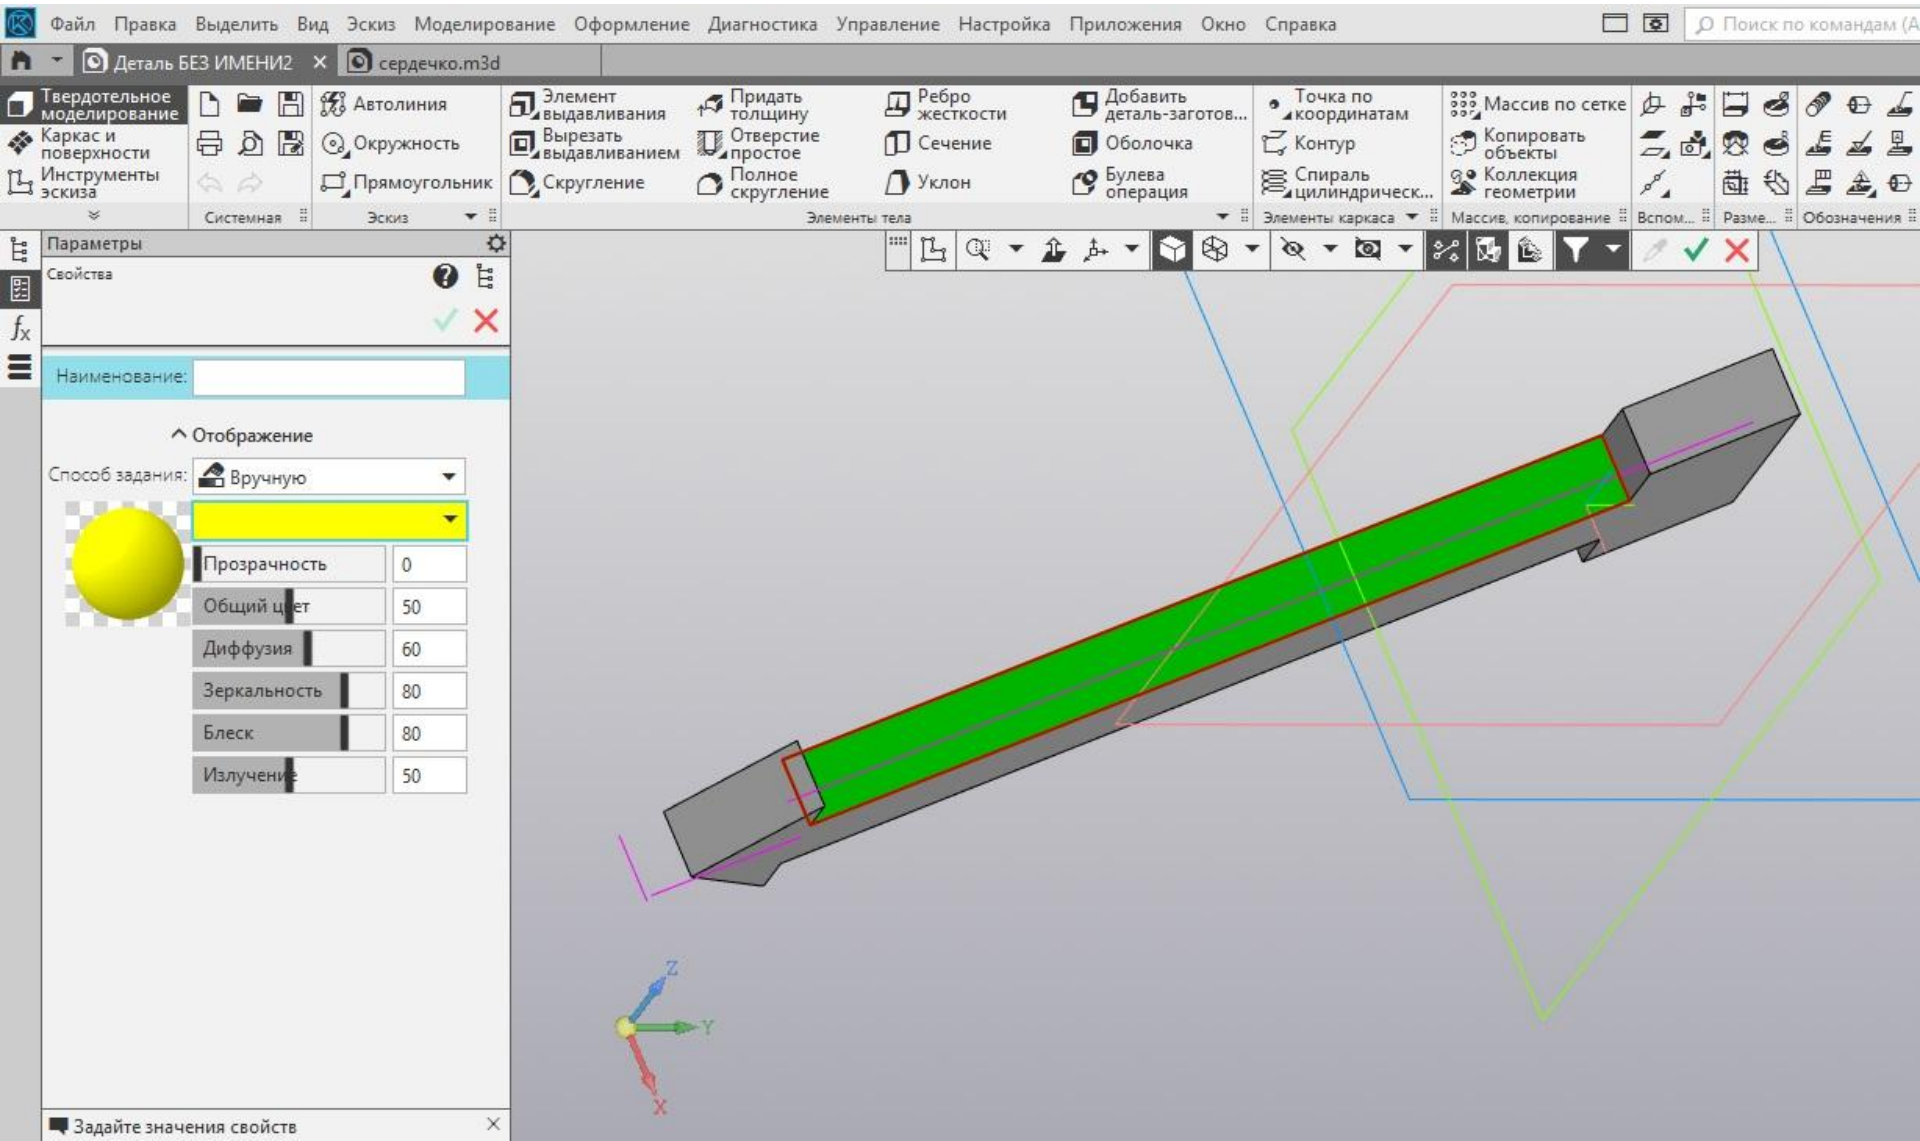 Файл Правка Выделить Вид Эскиз Моделирование Оформление Диагностика Управление Настройка Приложения Окно Справка Поиск по командам (A
Деталь БЕЗ ИМЕНИ2 сердечко.m3d
Твердотельное моделирование
Каркас и поверхности
Инструменты эскиза
Системная
Автолиния
Окружность
Прямоугольник
Эскиз
Элемент выдавливания
Вырезать выдавливанием
Скругление
Придать толщину
Отверстие простое
Полное скругление
Ребро жесткости
Сечение
Уклон
Добавить деталь-заготов...
Оболочка
Булева операция
Элементы тела
Точка по координатам
Контур
Спираль цилиндрическ...
Элементы каркаса
Массив по сетке
Копировать объекты
Коллекция геометрии
Массив, копирование
Вспом...
Разме...
Обозначения
Параметры
Свойства
Наименование:
Отображение
Способ задания: Вручную
Прозрачность 0
Общий цвет 50
Диффузия 60
Зеркальность 80
Блеск 80
Излучение 50
Z
Y
X
Задайте значения свойств